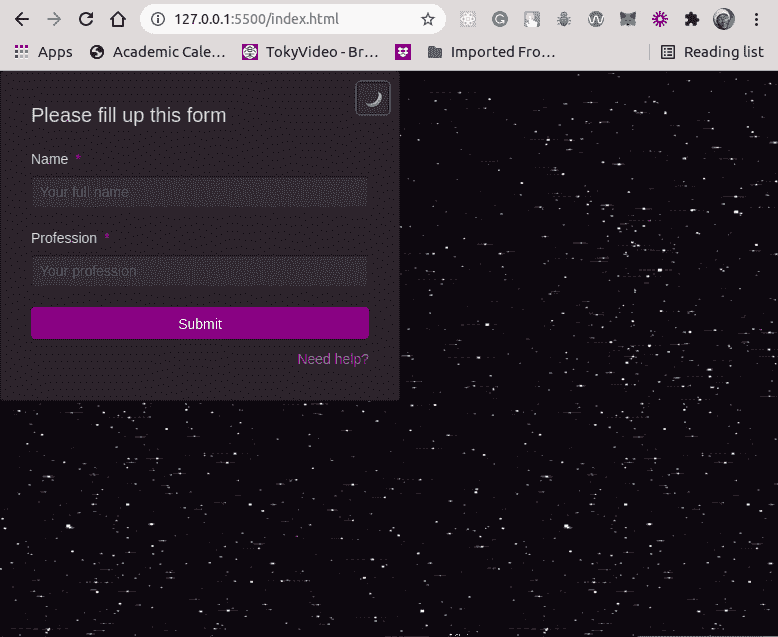 127.0.0.1:5500/index.html
Apps Academic Cale... TokyVideo - Br... Imported Fro... Reading list
Please fill up this form
Name *
Your full name
Profession *
Your profession
Submit
Need help?